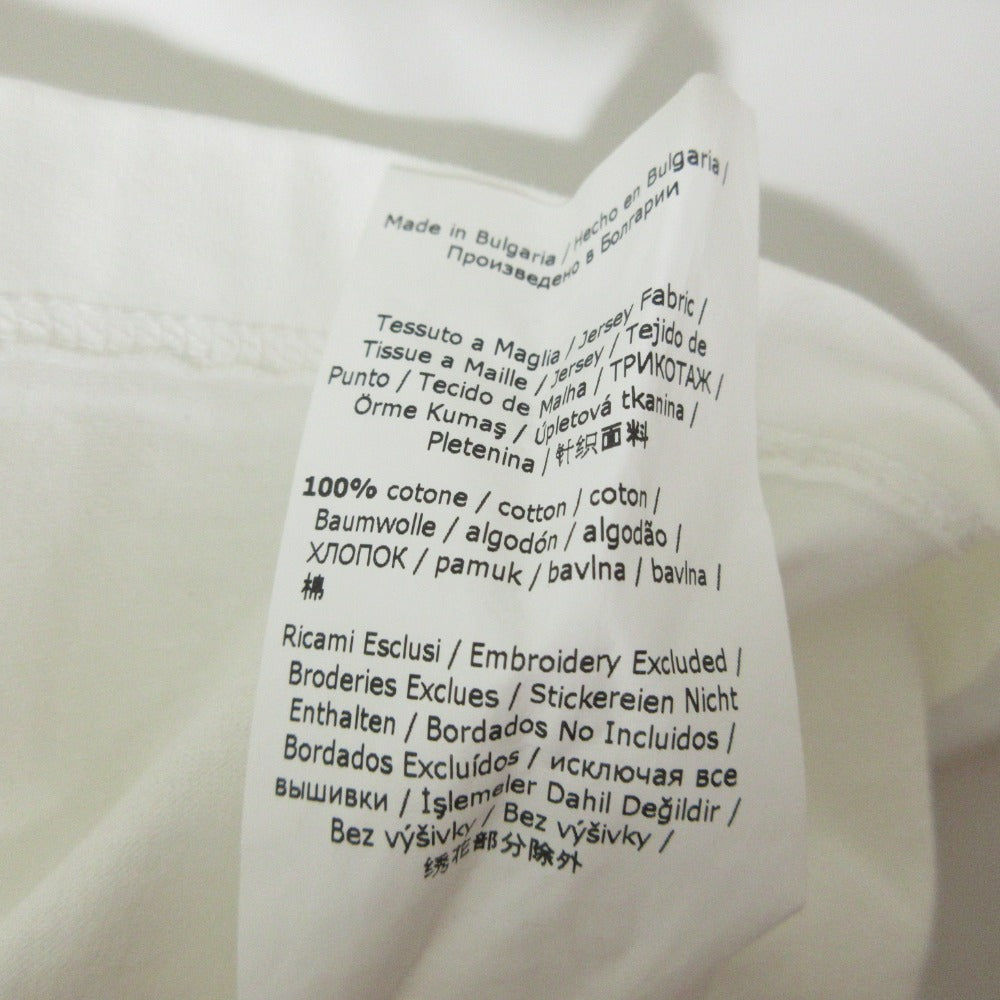 Made in Bulgaria / Hecho en Bulgaria /
Произведено в Болгарии
Tessuto a Maglia / Jersey Fabric /
Tissue a Maille / Jersey / Tejido de
Punto / Tecido de Malha / ТРИКОТАЖ /
Örme Kumaş / Úpletová tkanina /
Pletenina / 针织面料
100% cotone / cotton / coton /
Baumwolle / algodón / algodão /
ХЛОПОК / pamuk / bavlna / bavlna /
棉
Ricami Esclusi / Embroidery Excluded /
Broderies Exclues / Stickereien Nicht
Enthalten / Bordados No Incluidos /
Bordados Excluídos / исключая все
вышивки / İşlemeler Dahil Değildir /
Bez výšivky / Bez výšivky /
绣花部分除外